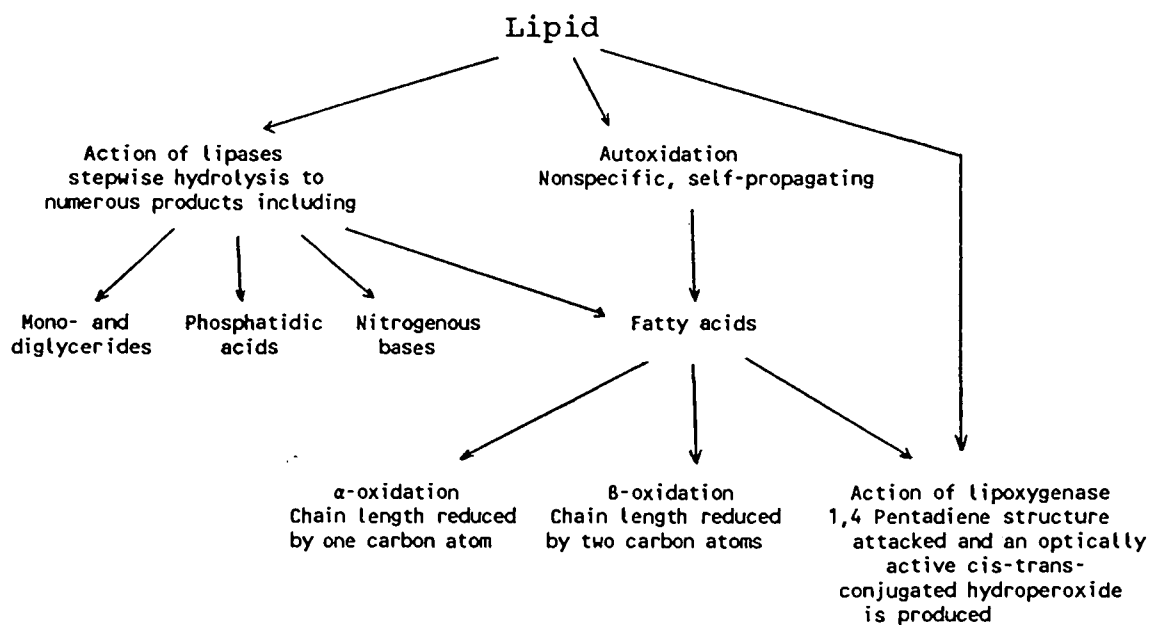 Lipid
Action of lipases
stepwise hydrolysis to
numerous products including
Autoxidation
Nonspecific, self-propagating
Mono- and
diglycerides
Phosphatidic
acids
Nitrogenous
bases
Fatty acids
α-oxidation
Chain length reduced
by one carbon atom
β-oxidation
Chain length reduced
by two carbon atoms
Action of lipoxygenase
1,4 Pentadiene structure
attacked and an optically
active cis-trans-
conjugated hydroperoxide
is produced